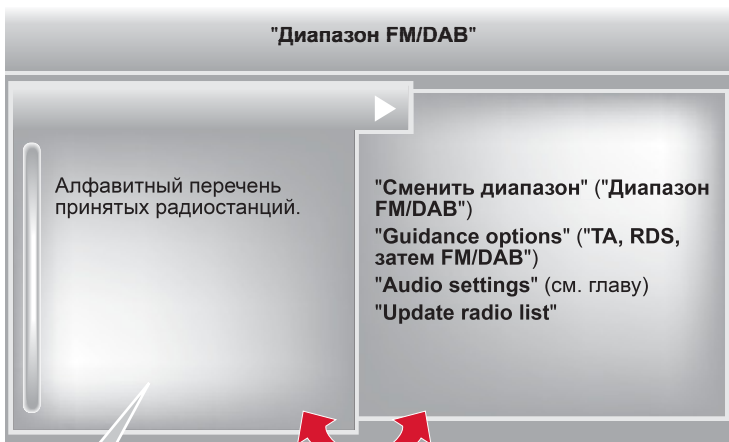 "Диапазон FM/DAB"
Алфавитный перечень
принятых радиостанций.
"Сменить диапазон" ("Диапазон
FM/DAB")
"Guidance options" ("TA, RDS,
затем FM/DAB")
"Audio settings" (см. главу)
"Update radio list"